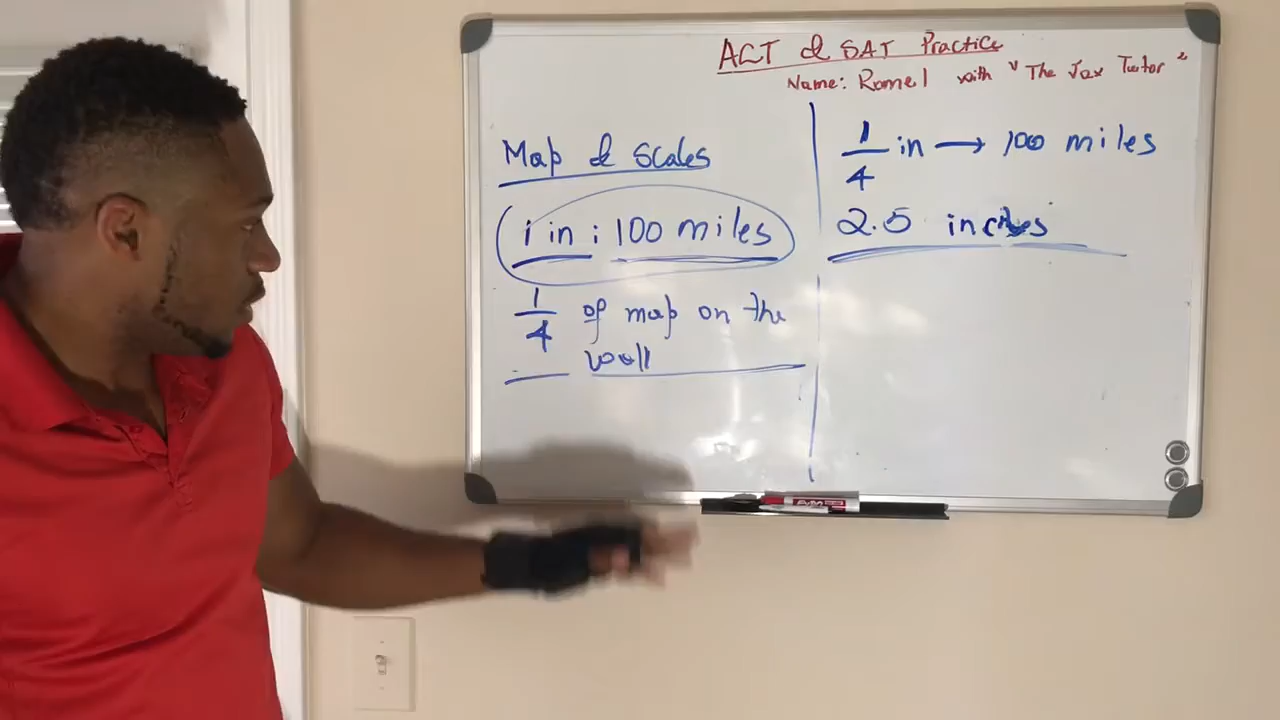 ACT & SAT Practice
Name: Romel with "The Jax Tutor"
Map & Scales
1 in : 100 miles
1/4 of map on the
wall
1/4 in → 100 miles
2.5 inches